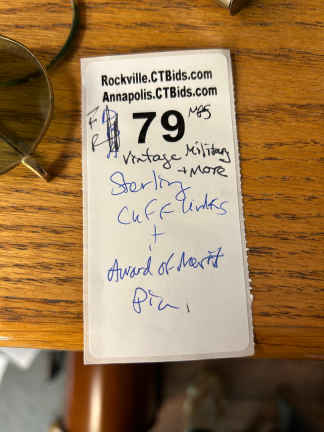 Rockville.CTBids.com
Annapolis.CTBids.com
79
Vintage Military
+ More
Sterling
Cuff Links
+
Award of Merit
Pin,